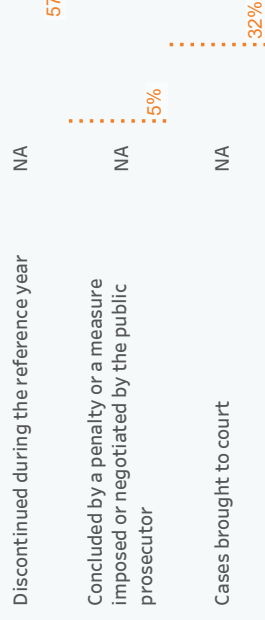 Discontinued during the reference year
NA
57
Concluded by a penalty or a measure
imposed or negotiated by the public
prosecutor
NA
5%
Cases brought to court
NA
32%